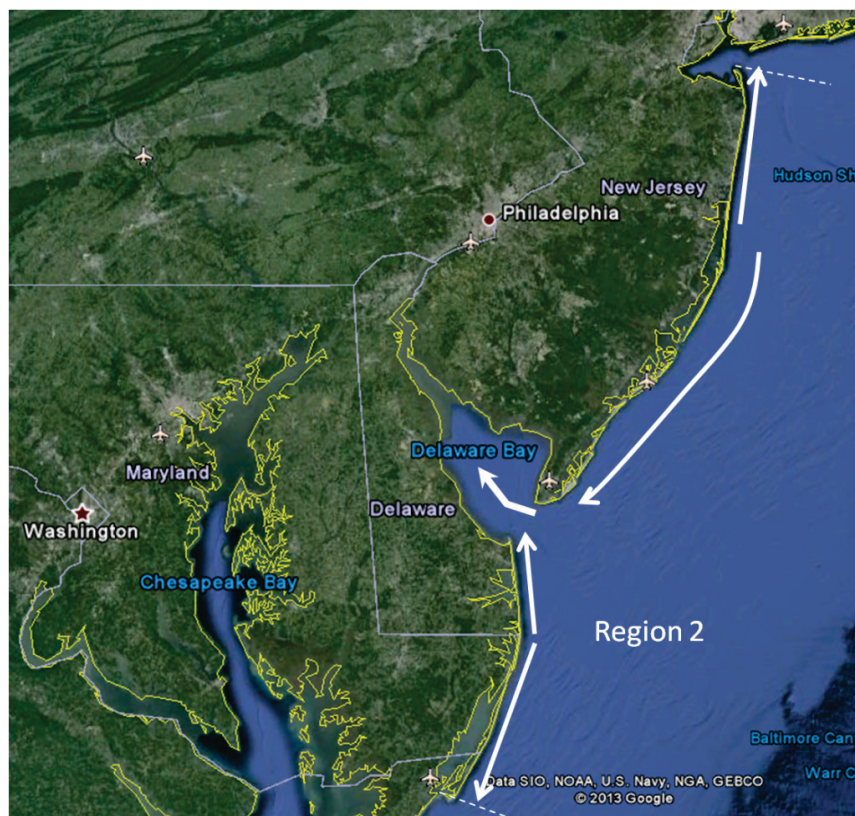 New Jersey
Hudson Sh
Philadelphia
Delaware Bay
Maryland
Delaware
Washington
Chesapeake Bay
Region 2
Baltimore Can
Warr C
Data SIO, NOAA, U.S. Navy, NGA, GEBCO
© 2013 Google